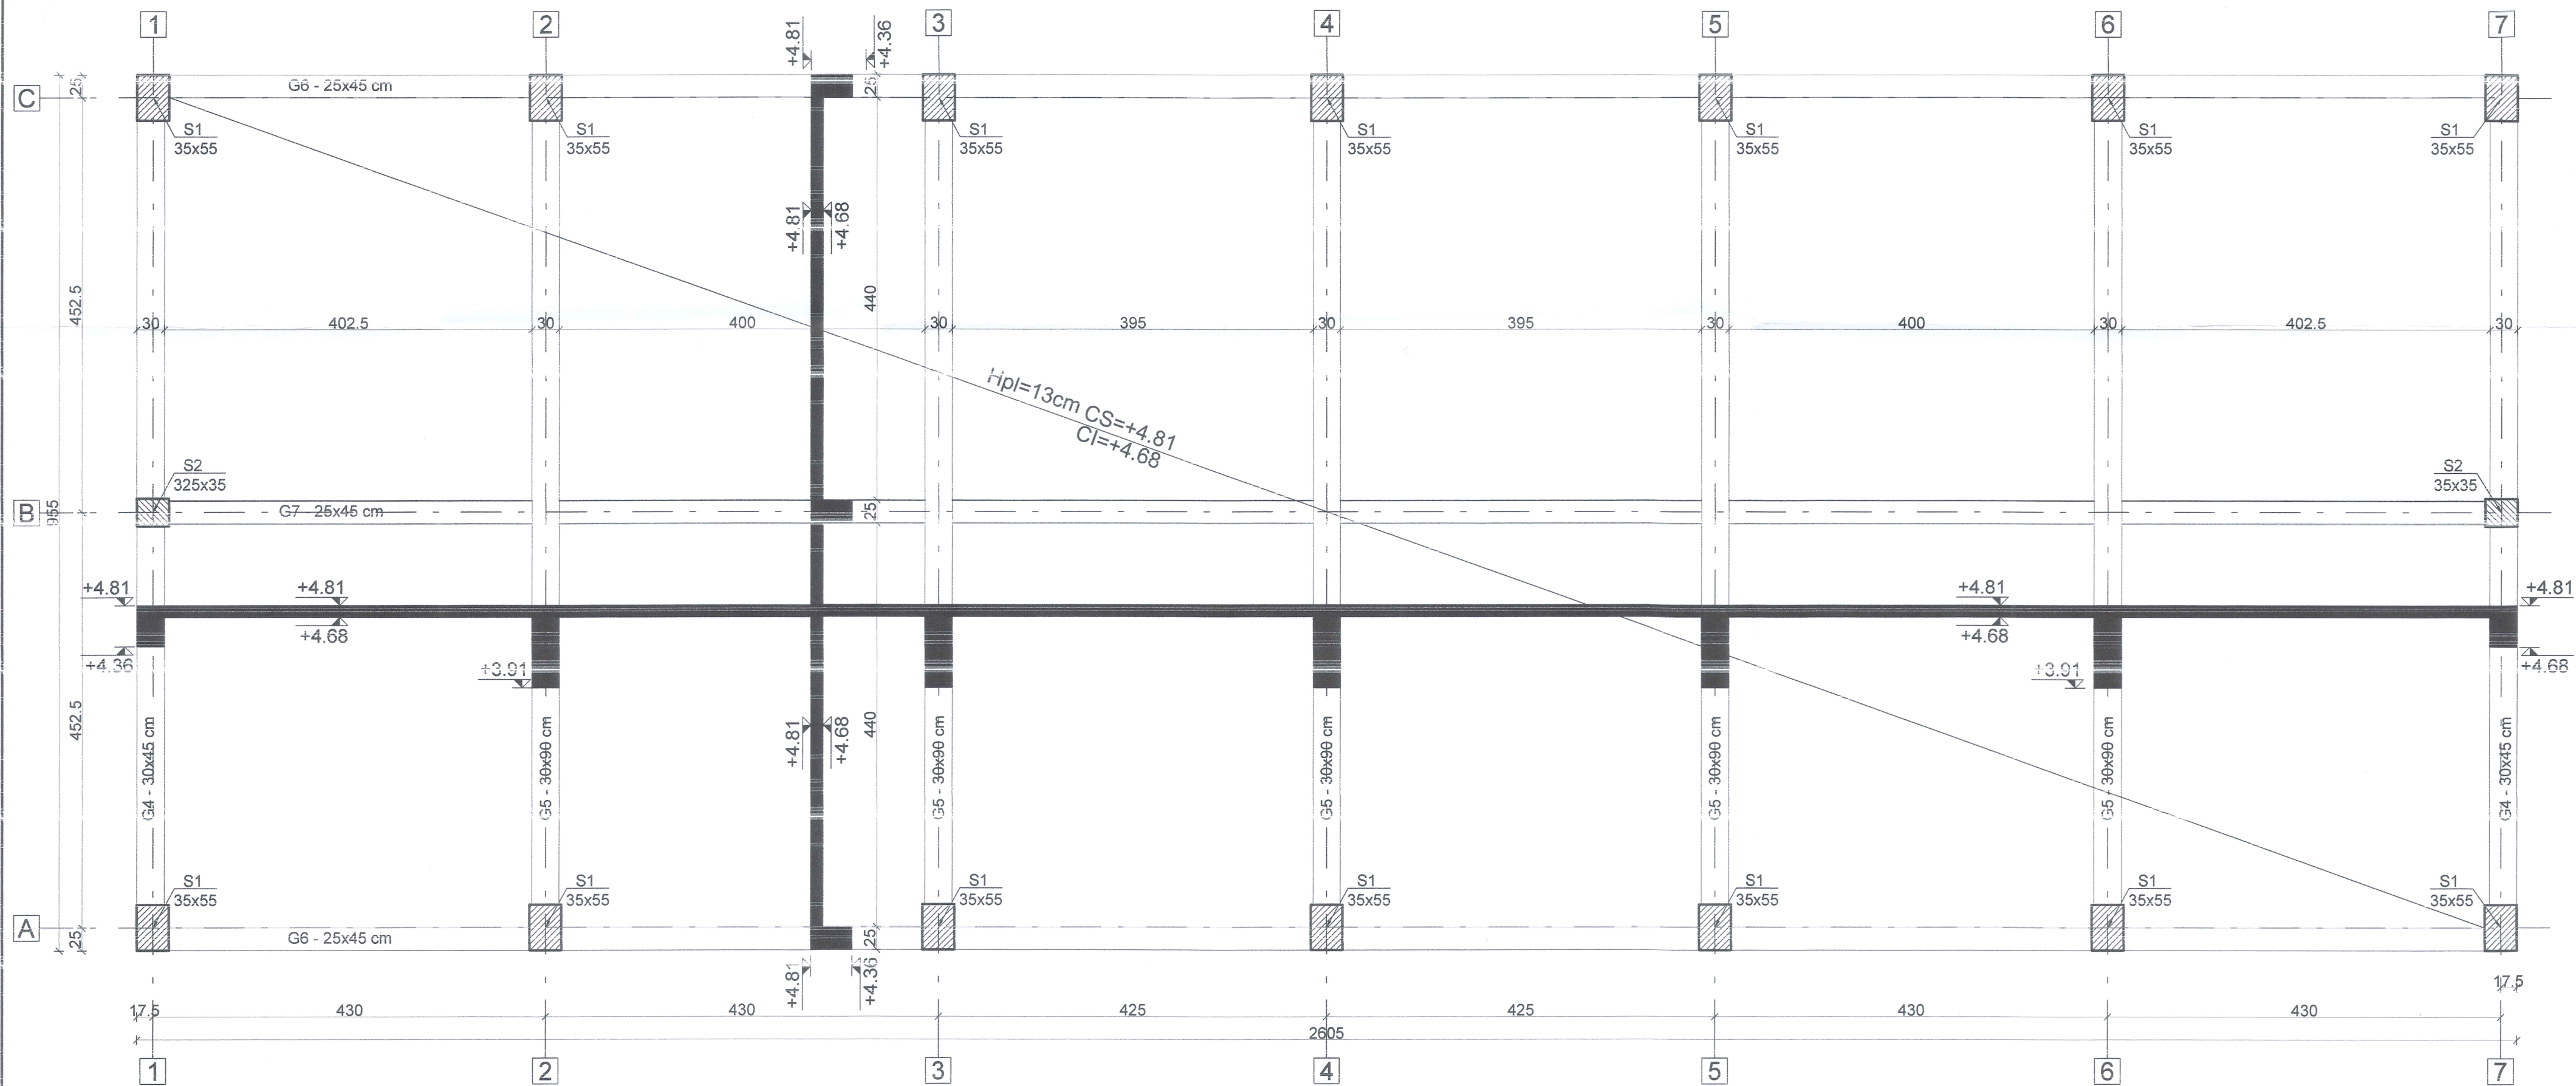 1 2 3 4 5 6 7
+4.81 +4.36
C
25
G6 - 25x45 cm
25
S1 S1 S1 S1 S1 S1 S1
35x55 35x55 35x55 35x55 35x55 35x55 35x55
+4.81 +4.68
452.5
440
30 402.5 30 400 30 395 30 395 30 400 30 402.5 30
Hpl=13cm CS=+4.81
CI=+4.68
S2 S2
325x35 35x35
B
955
G7 - 25x45 cm
25
+4.81 +4.81 +4.81 +4.81
+4.68 +4.68
+4.36 +3.91 +3.91 +4.68
452.5
+4.81 +4.68
440
G4 - 30x45 cm
G5 - 30x90 cm
G5 - 30x90 cm
G5 - 30x90 cm
G5 - 30x90 cm
G5 - 30x90 cm
G4 - 30x45 cm
S1 S1 S1 S1 S1 S1 S1
35x55 35x55 35x55 35x55 35x55 35x55 35x55
A
25
G6 - 25x45 cm
25
+4.81 +4.36
17.5
17.5 430 430 425 425 430 430
2605
1 2 3 4 5 6 7